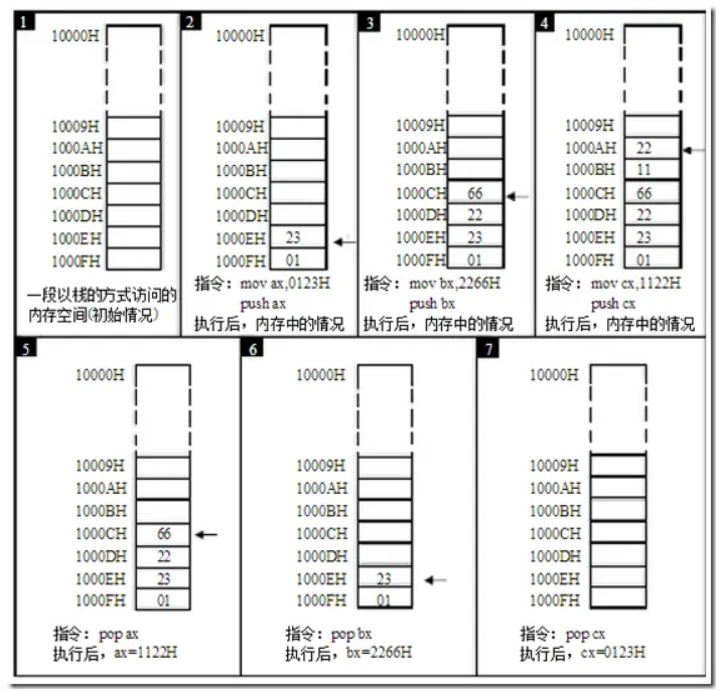 1
10000H
10009H
1000AH
1000BH
1000CH
1000DH
1000EH
1000FH
一段以栈的方式访问的
内存空间(初始情况)
2
10000H
10009H
1000AH
1000BH
1000CH
1000DH
1000EH 23
1000FH 01
指令：mov ax,0123H
push ax
执行后，内存中的情况
3
10000H
10009H
1000AH
1000BH
1000CH 66
1000DH 22
1000EH 23
1000FH 01
指令：mov bx,2266H
push bx
执行后，内存中的情况
4
10000H
10009H
1000AH 22
1000BH 11
1000CH 66
1000DH 22
1000EH 23
1000FH 01
指令：mov cx,1122H
push cx
执行后，内存中的情况
5
10000H
10009H
1000AH
1000BH
1000CH 66
1000DH 22
1000EH 23
1000FH 01
指令：pop ax
执行后，ax=1122H
6
10000H
10009H
1000AH
1000BH
1000CH
1000DH
1000EH 23
1000FH 01
指令：pop bx
执行后，bx=2266H
7
10000H
10009H
1000AH
1000BH
1000CH
1000DH
1000EH
1000FH
指令：pop cx
执行后，cx=0123H